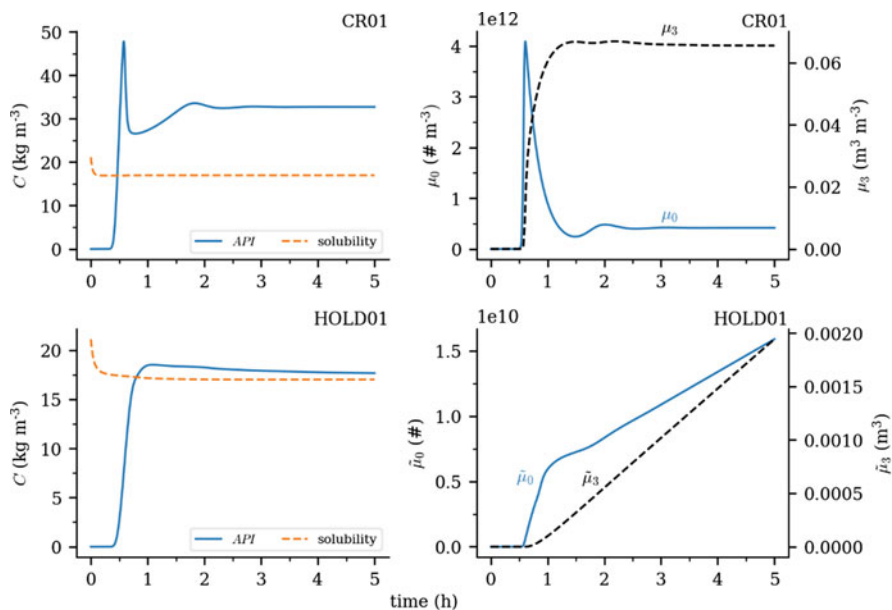 CR01
50
40
30
20
10
0
C (kg m⁻³)
API
solubility
0 1 2 3 4 5
1e12
CR01
4
3
2
1
0
μ₀ (# m⁻³)
μ₃
μ₀
0.06
0.04
0.02
0.00
μ₃ (m³ m⁻³)
0 1 2 3 4 5
HOLD01
20
15
10
5
0
C (kg m⁻³)
API
solubility
0 1 2 3 4 5
1e10
HOLD01
1.5
1.0
0.5
0.0
μ̃₀ (#)
μ̃₀
μ̃₃
0.0020
0.0015
0.0010
0.0005
0.0000
μ̃₃ (m³)
0 1 2 3 4 5
time (h)